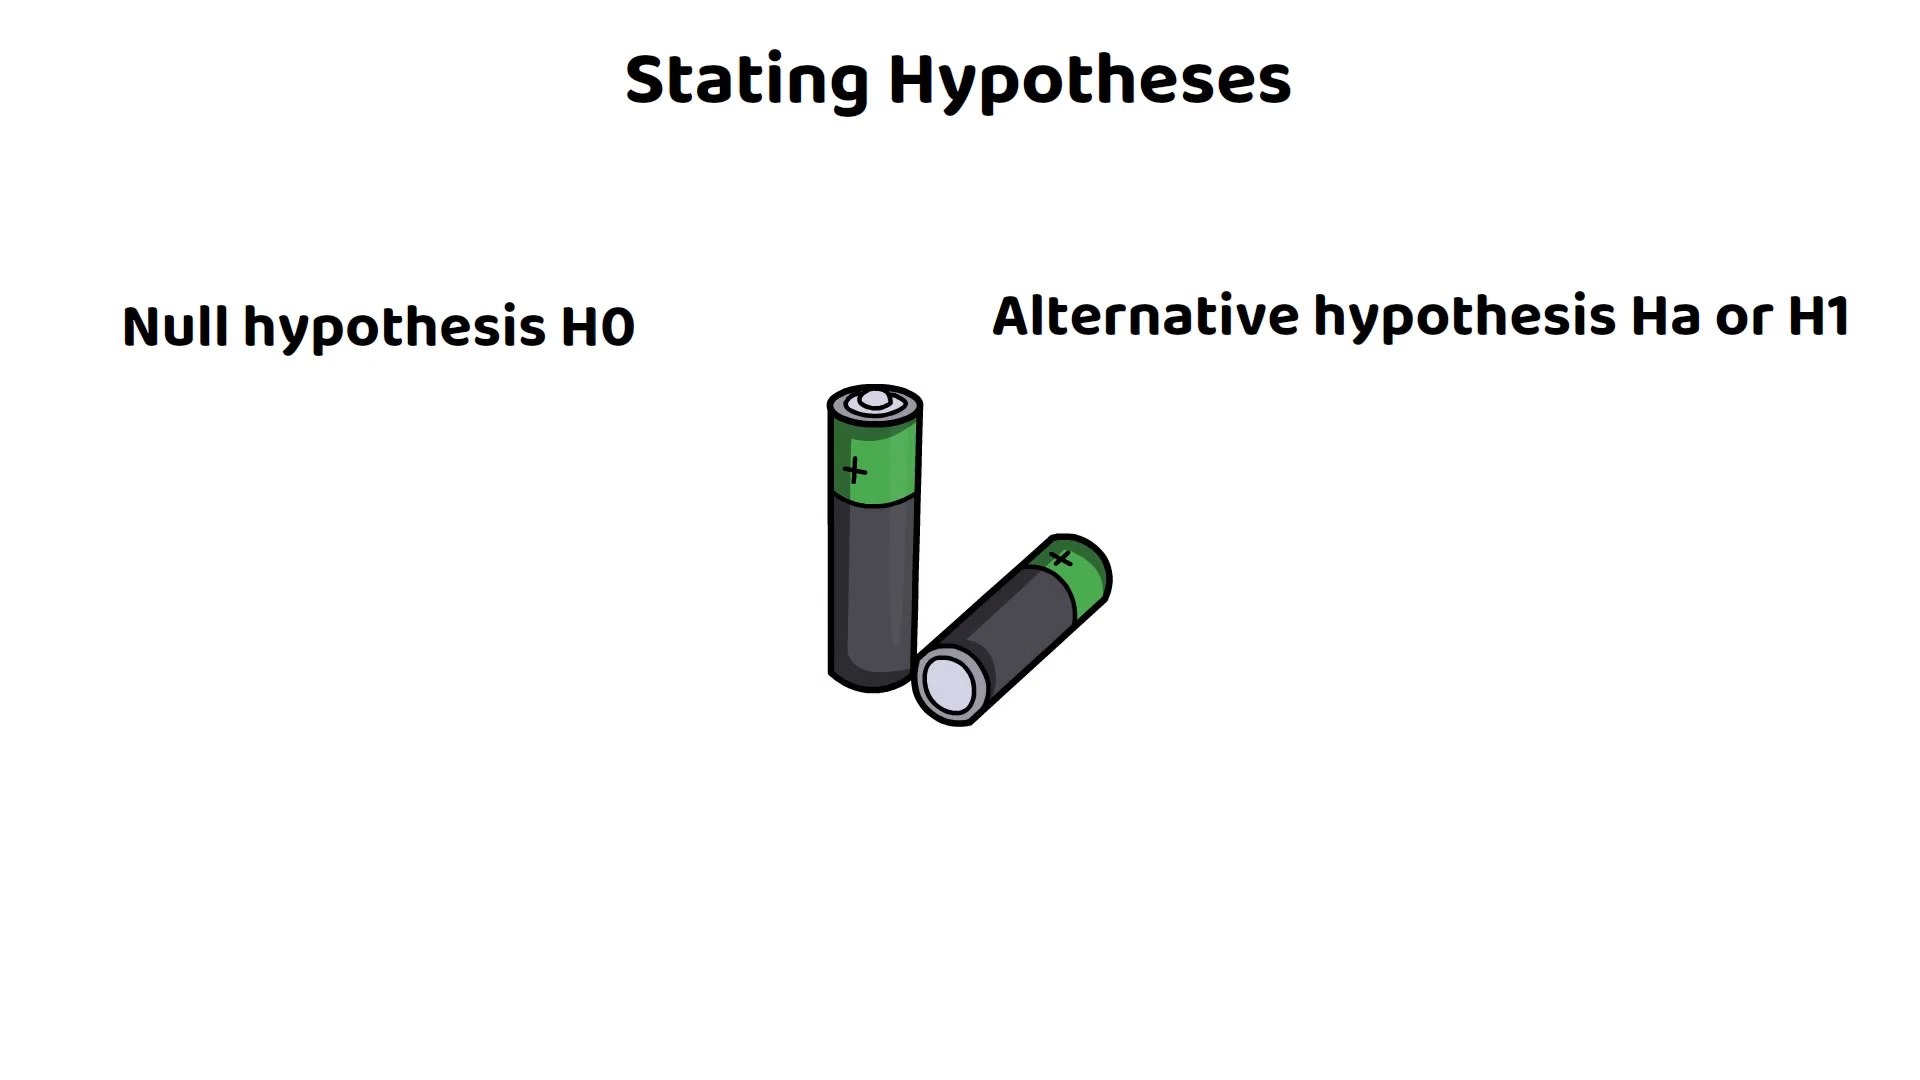 Stating Hypotheses
Null hypothesis H0
Alternative hypothesis Ha or H1
+
+